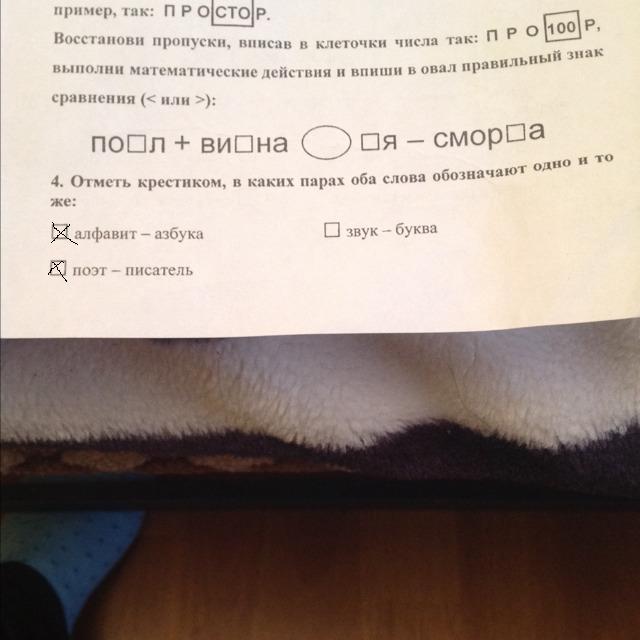 пример, так: П Р О СТО Р.
Восстанови пропуски, вписав в клеточки числа так: П Р О 100 Р,
выполни математические действия и впиши в овал правильный знак
сравнения (< или >):
по□л + ви□на ◯ □я – смор□а
4. Отметь крестиком, в каких парах оба слова обозначают одно и то
же:
☒ алфавит – азбука □ звук – буква
☒ поэт – писатель